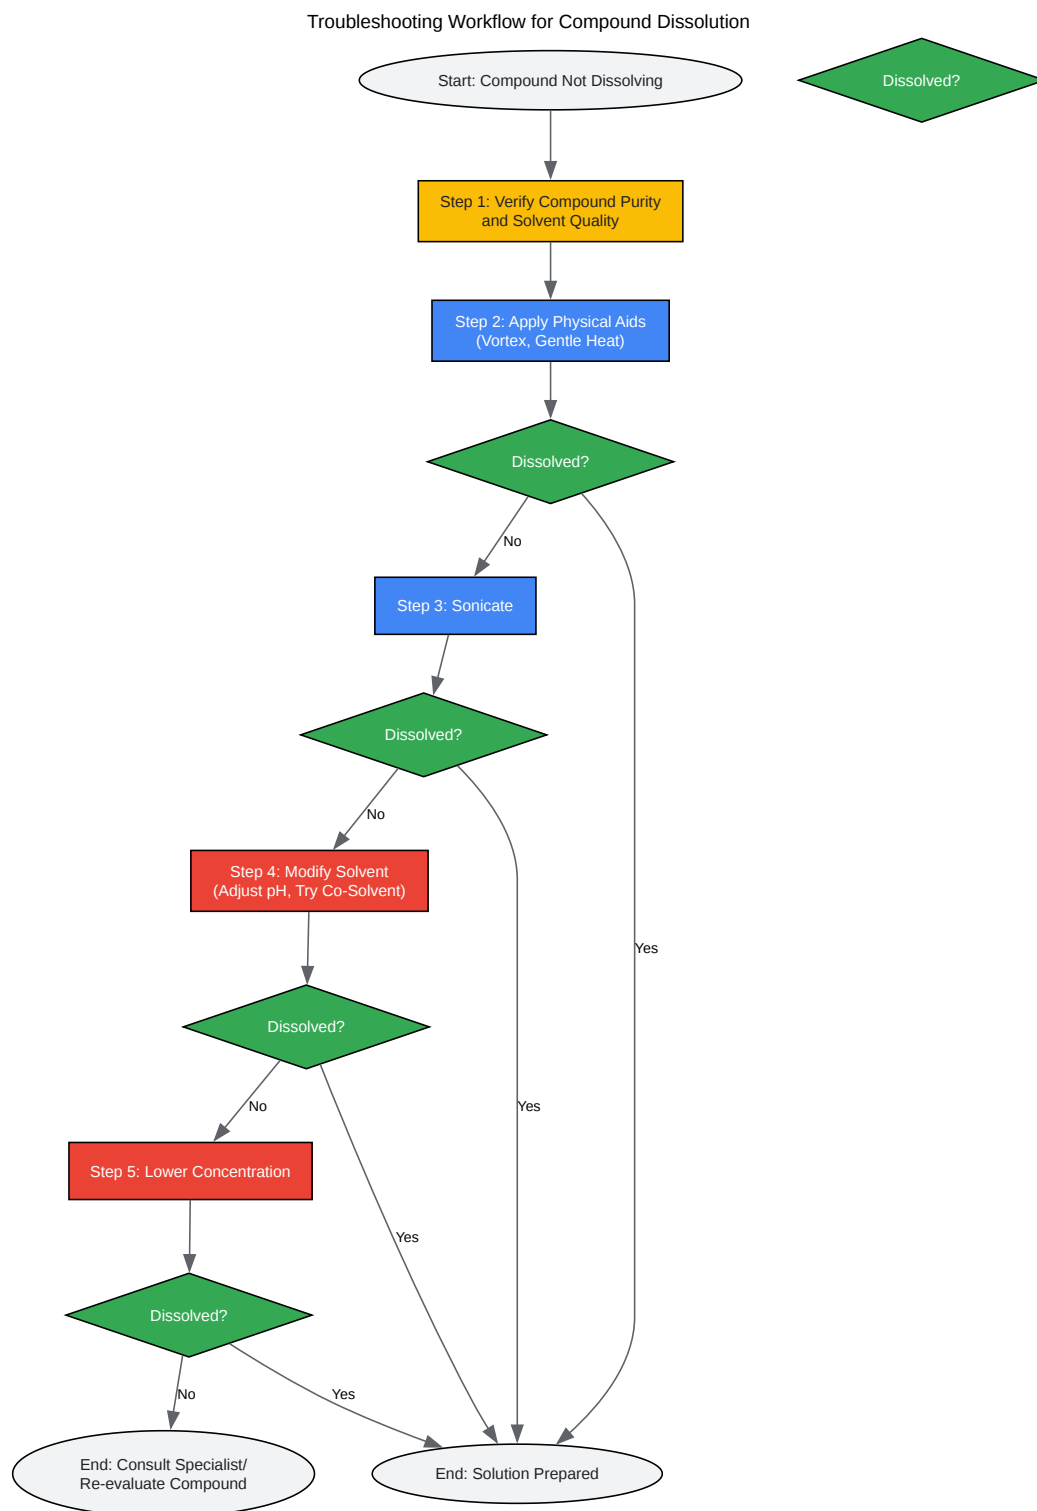 Troubleshooting Workflow for Compound Dissolution
Start: Compound Not Dissolving
Dissolved?
Step 1: Verify Compound Purity
and Solvent Quality
Step 2: Apply Physical Aids
(Vortex, Gentle Heat)
Dissolved?
No
Step 3: Sonicate
Dissolved?
No
Step 4: Modify Solvent
(Adjust pH, Try Co-Solvent)
Yes
Dissolved?
No
Yes
Step 5: Lower Concentration
Yes
Dissolved?
No
Yes
End: Consult Specialist/
Re-evaluate Compound
End: Solution Prepared